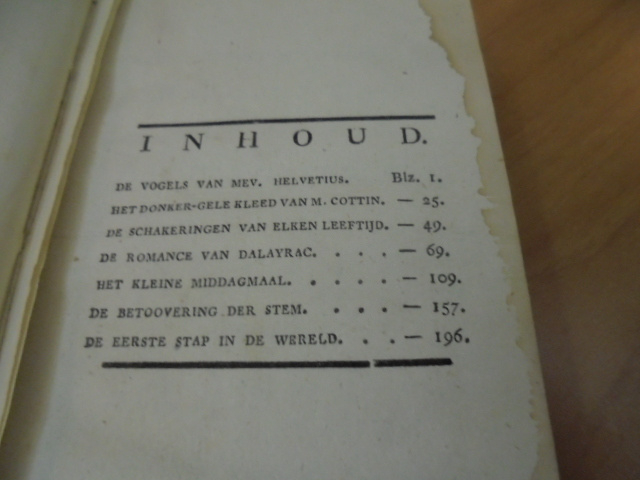 INHOUD.
DE VOGELS VAN MEV. HELVETIUS. Blz. 1.
HET DONKER-GELE KLEED VAN M. COTTIN. — 25.
DE SCHAKERINGEN VAN ELKEN LEEFTIJD. — 49.
DE ROMANCE VAN DALAYRAC. . . . — 69.
HET KLEINE MIDDAGMAAL. . . . . — 109.
DE BETOOVERING DER STEM. . . . — 157.
DE EERSTE STAP IN DE WERELD. . . — 196.